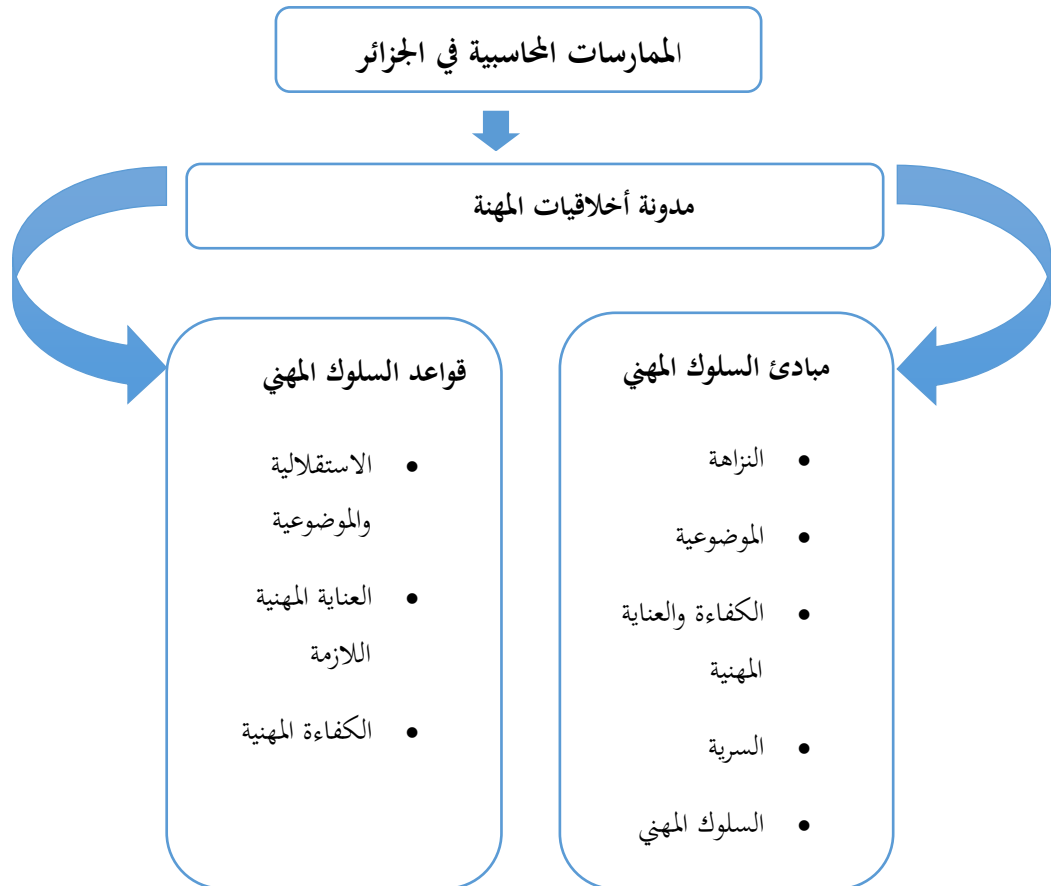 الممارسات المحاسبية في الجزائر
مدونة أخلاقيات المهنة
مبادئ السلوك المهني
• النزاهة
• الموضوعية
• الكفاءة والعناية
المهنية
• السرية
• السلوك المهني
قواعد السلوك المهني
• الاستقلالية
والموضوعية
• العناية المهنية
اللازمة
• الكفاءة المهنية